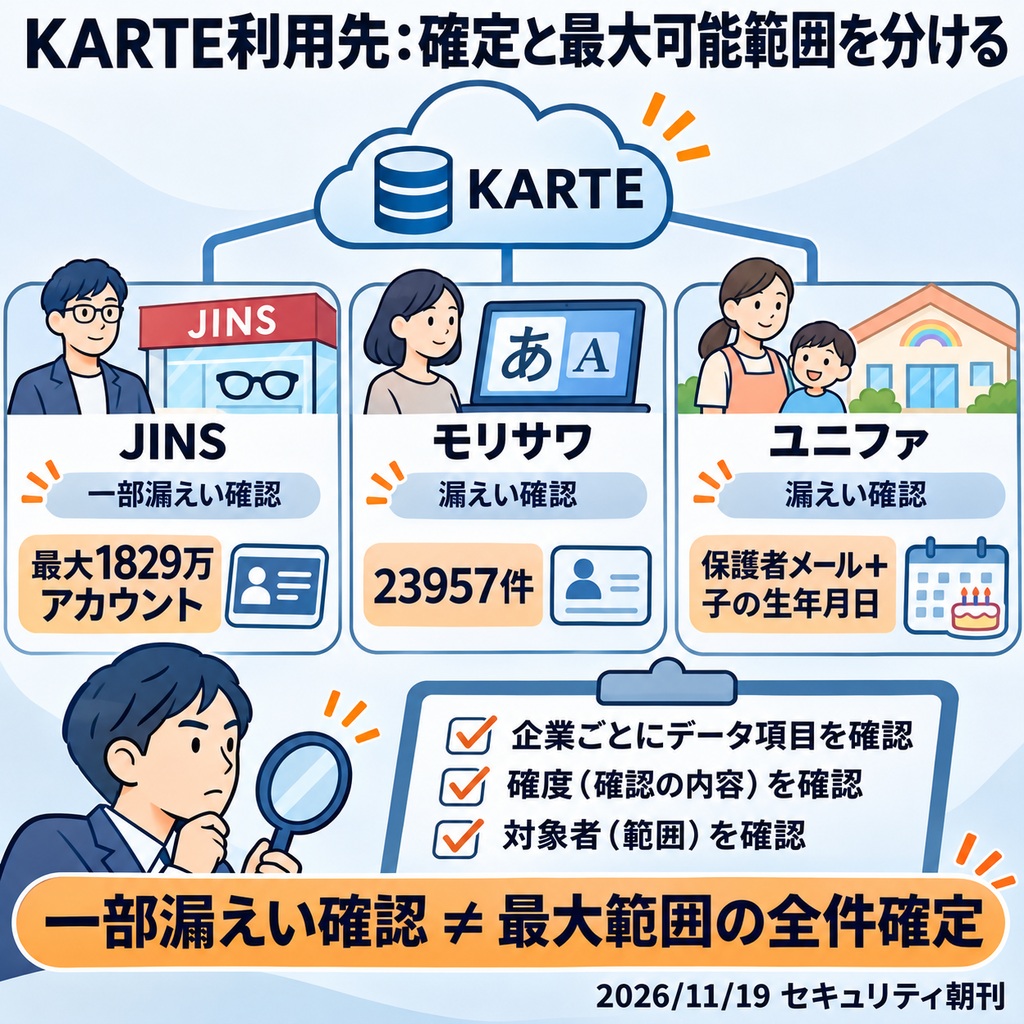 KARTE利用先：確定と最大可能範囲を分ける
KARTE
JINS
あ A
JINS
一部漏えい確認
最大1829万
アカウント
モリサワ
漏えい確認
23957件
ユニファ
漏えい確認
保護者メール＋
子の生年月日
企業ごとにデータ項目を確認
確度（確認の内容）を確認
対象者（範囲）を確認
一部漏えい確認 ≠ 最大範囲の全件確定
2026/11/19 セキュリティ朝刊